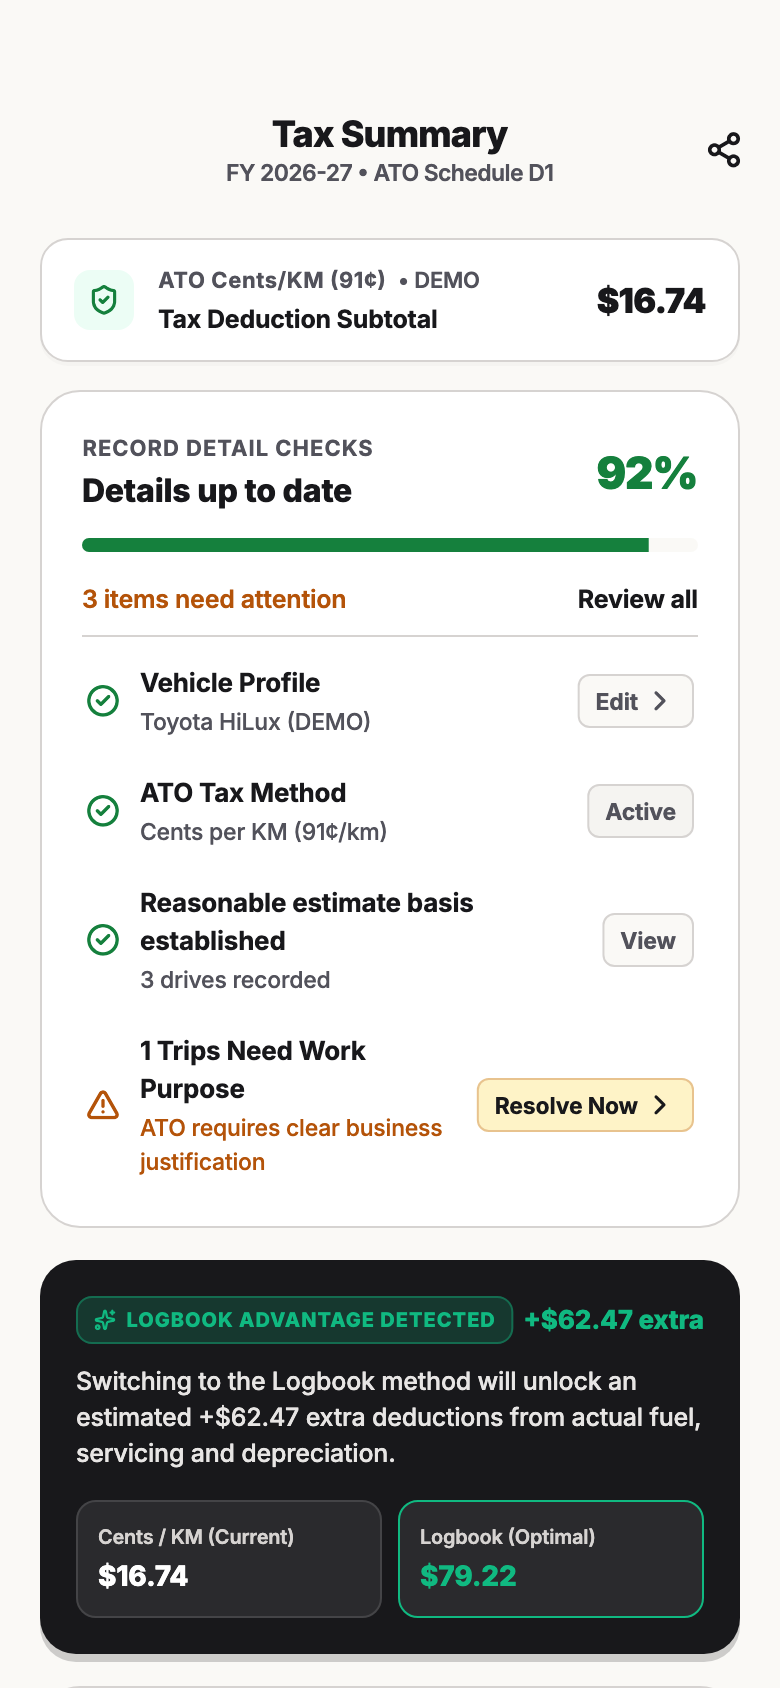 Tax Summary
FY 2026-27 • ATO Schedule D1
ATO Cents/KM (91¢) • DEMO
Tax Deduction Subtotal
$16.74
RECORD DETAIL CHECKS
Details up to date
92%
3 items need attention
Review all
Vehicle Profile
Toyota HiLux (DEMO)
Edit
ATO Tax Method
Cents per KM (91¢/km)
Active
Reasonable estimate basis
established
3 drives recorded
View
1 Trips Need Work
Purpose
ATO requires clear business
justification
Resolve Now
LOGBOOK ADVANTAGE DETECTED
+$62.47 extra
Switching to the Logbook method will unlock an
estimated +$62.47 extra deductions from actual fuel,
servicing and depreciation.
Cents / KM (Current)
$16.74
Logbook (Optimal)
$79.22